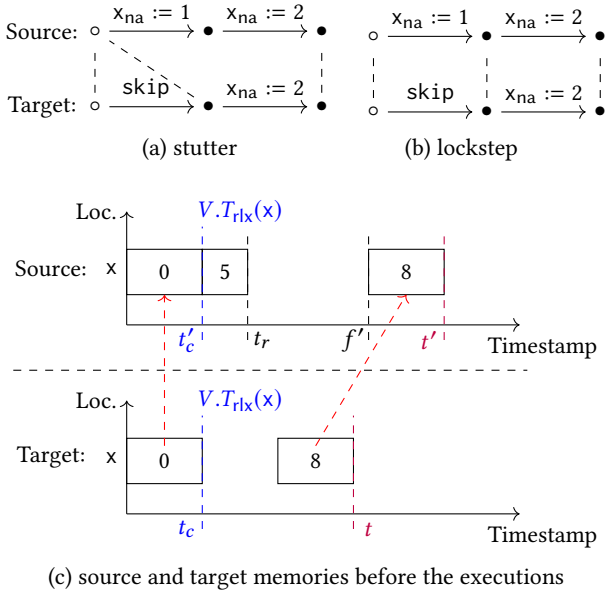 x_na := 1 x_na := 2 x_na := 1 x_na := 2
Source:
skip x_na := 2 skip x_na := 2
Target:
(a) stutter (b) lockstep
Loc. V.T_rlx(x)
Source: x 0 5 8
t'_c t_r f' t' Timestamp
Loc. V.T_rlx(x)
Target: x 0 8
t_c t Timestamp
(c) source and target memories before the executions